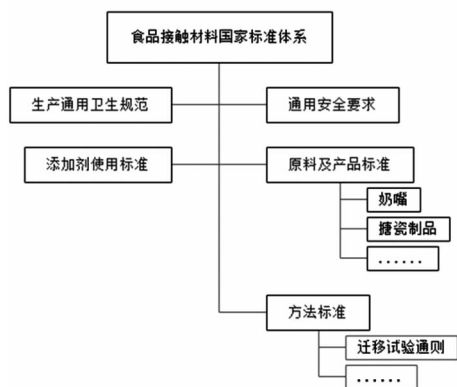 食品接触材料国家标准体系
生产通用卫生规范
通用安全要求
添加剂使用标准
原料及产品标准
奶嘴
搪瓷制品
......
方法标准
迁移试验通则
......